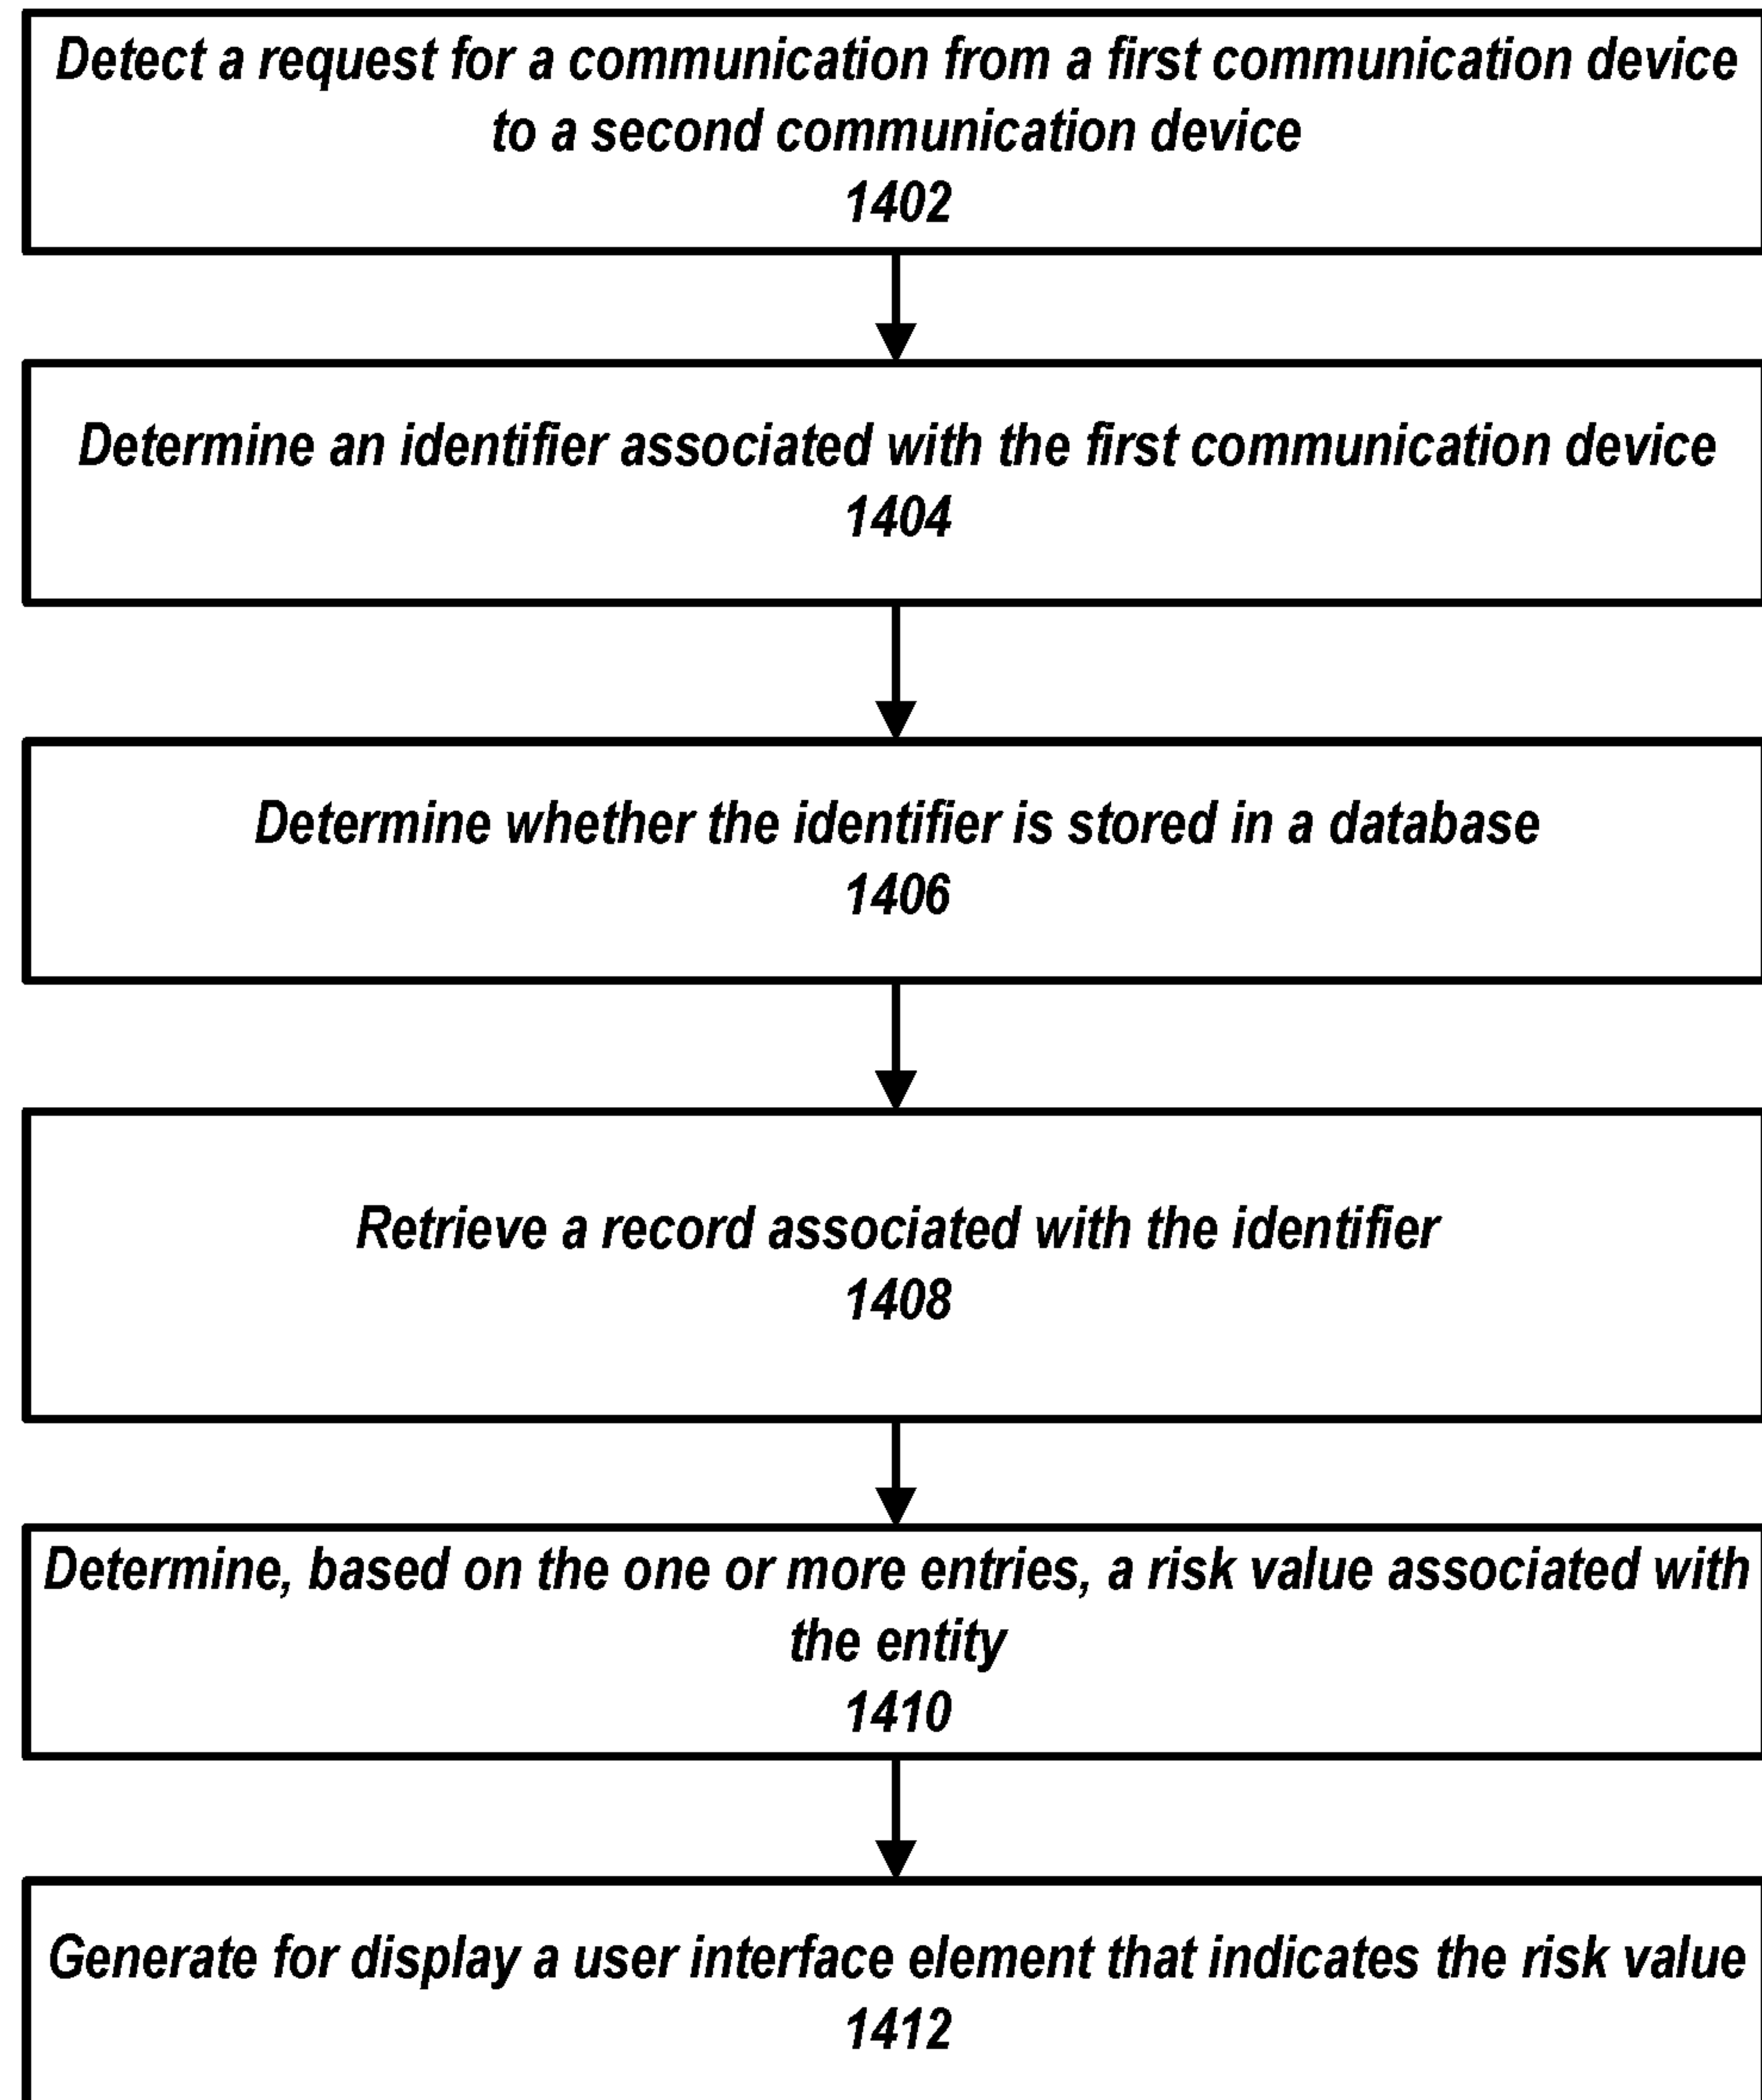 Detect a request for a communication from a first communication device
to a second communication device
1402
Determine an identifier associated with the first communication device
1404
Determine whether the identifier is stored in a database
1406
Retrieve a record associated with the identifier
1408
Determine, based on the one or more entries, a risk value associated with
the entity
1410
Generate for display a user interface element that indicates the risk value
1412